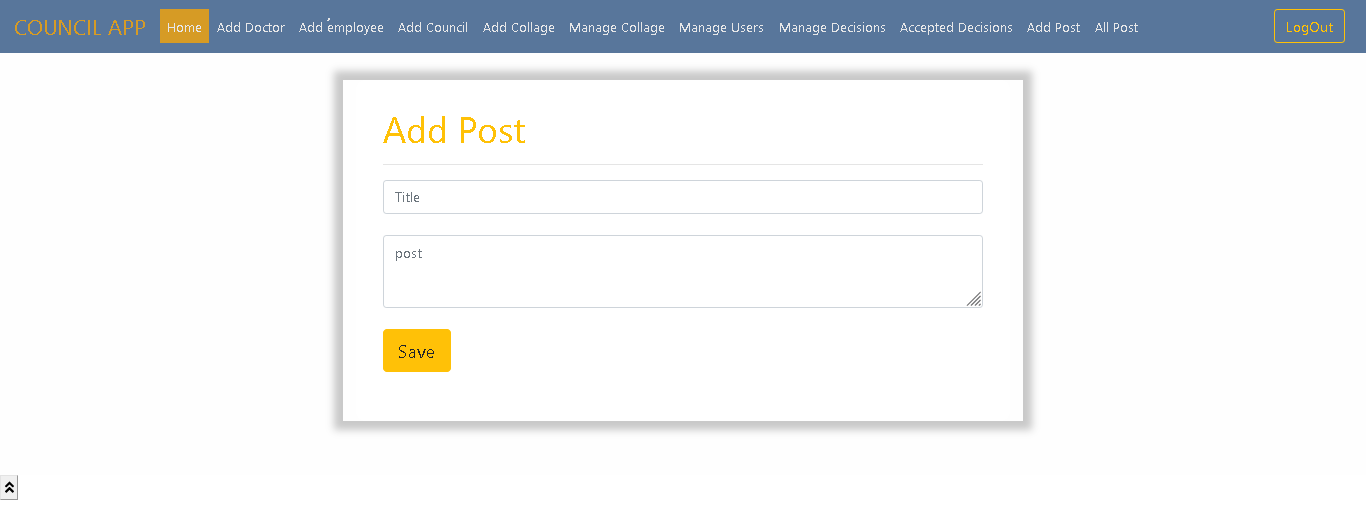 COUNCIL APP Home Add Doctor Add employee Add Council Add Collage Manage Collage Manage Users Manage Decisions Accepted Decisions Add Post All Post LogOut
Add Post
Title
post
Save